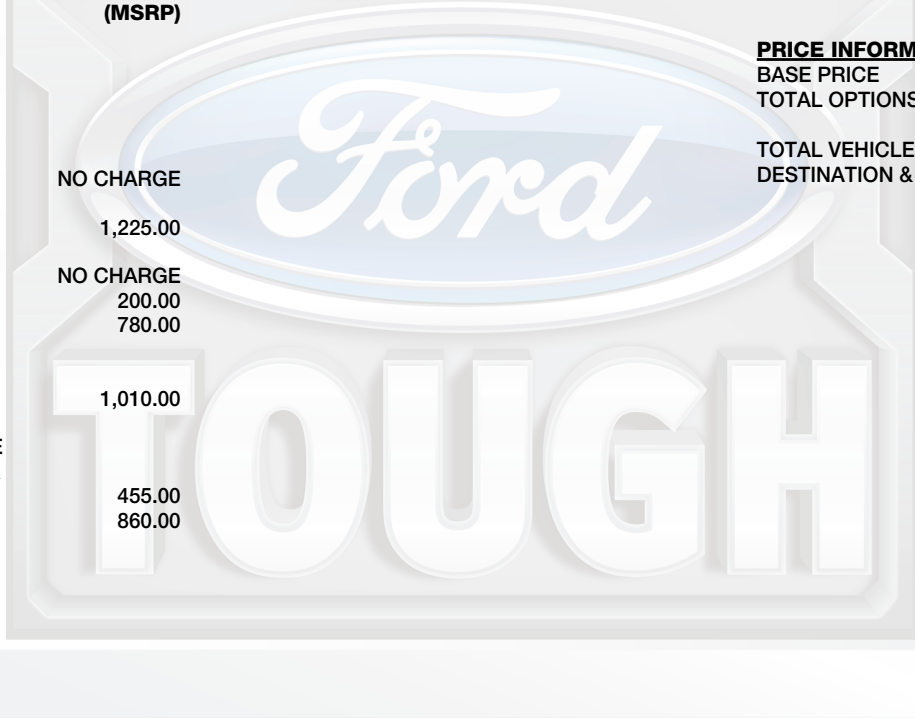 (MSRP)
NO CHARGE
1,225.00
NO CHARGE
200.00
780.00
1,010.00
E
455.00
860.00
PRICE INFORM
BASE PRICE
TOTAL OPTIONS
TOTAL VEHICLE
DESTINATION &
Ford
TOUGH